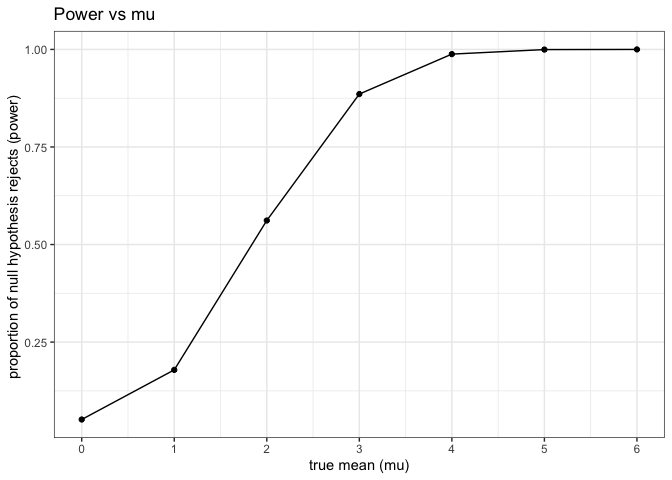 Power vs mu
proportion of null hypothesis rejects (power)
1.00
0.75
0.50
0.25
0 1 2 3 4 5 6
true mean (mu)